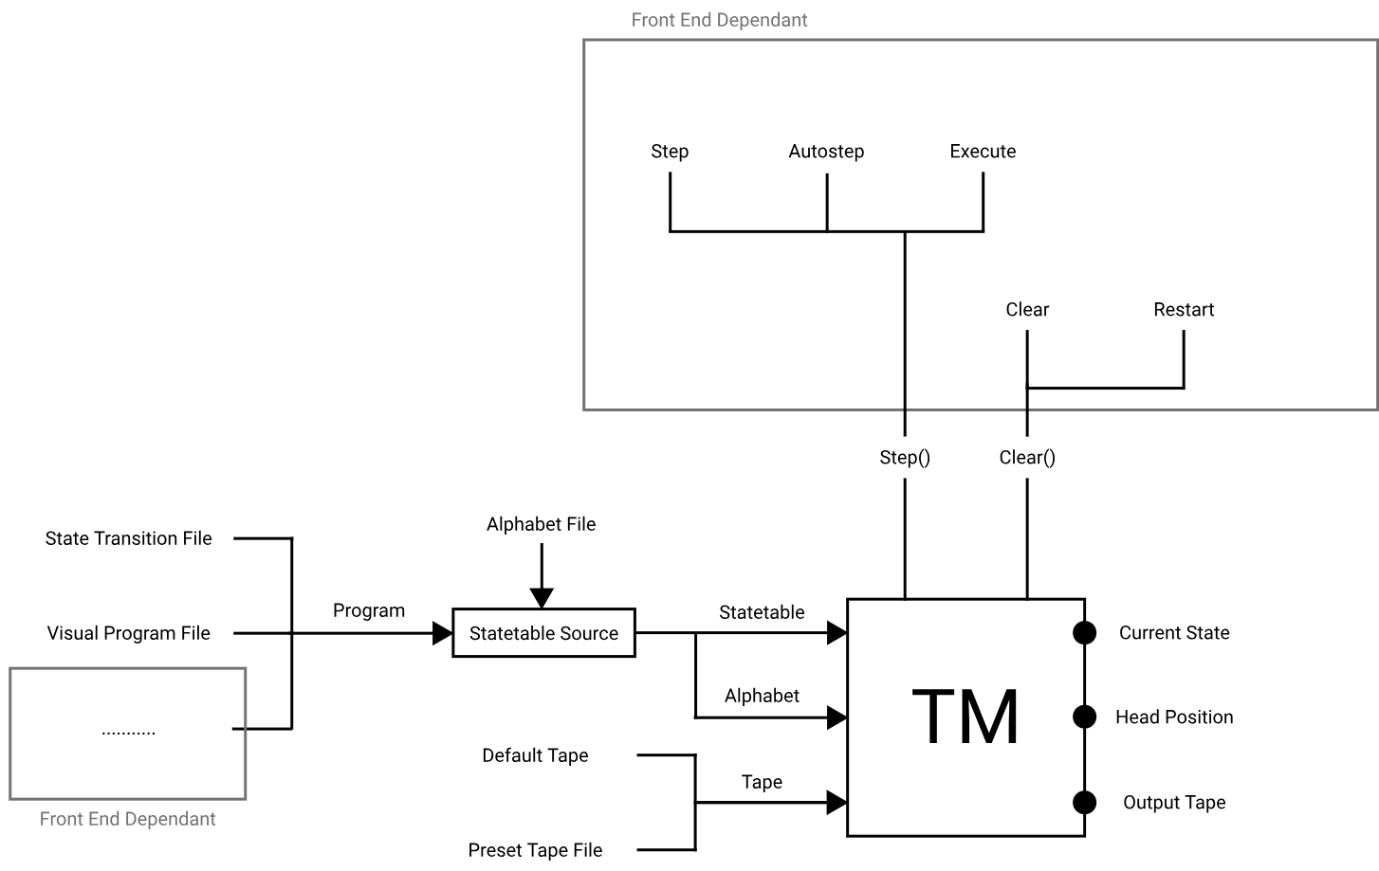 Front End Dependant
Step
Autostep
Execute
Clear
Restart
Step()
Clear()
Alphabet File
State Transition File
Program
Statetable
Visual Program File
Statetable Source
Current State
Alphabet
TM
Head Position
...........
Default Tape
Tape
Output Tape
Front End Dependant
Preset Tape File